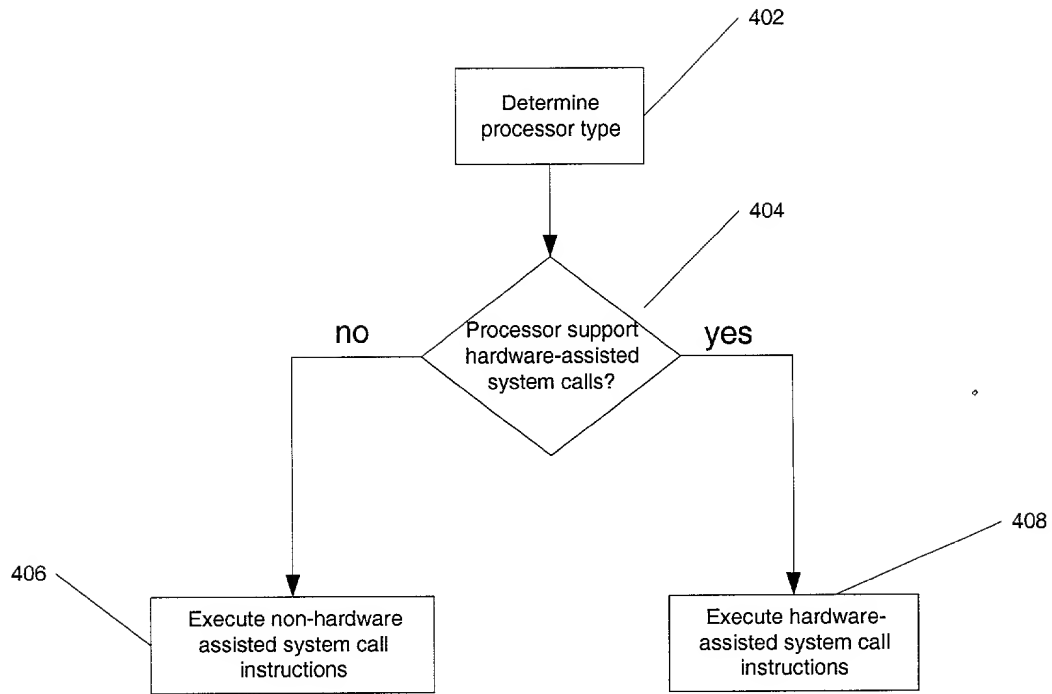 402
Determine
processor type
404
no
Processor support
hardware-assisted
system calls?
yes
408
406
Execute non-hardware
assisted system call
instructions
Execute hardware-
assisted system call
instructions